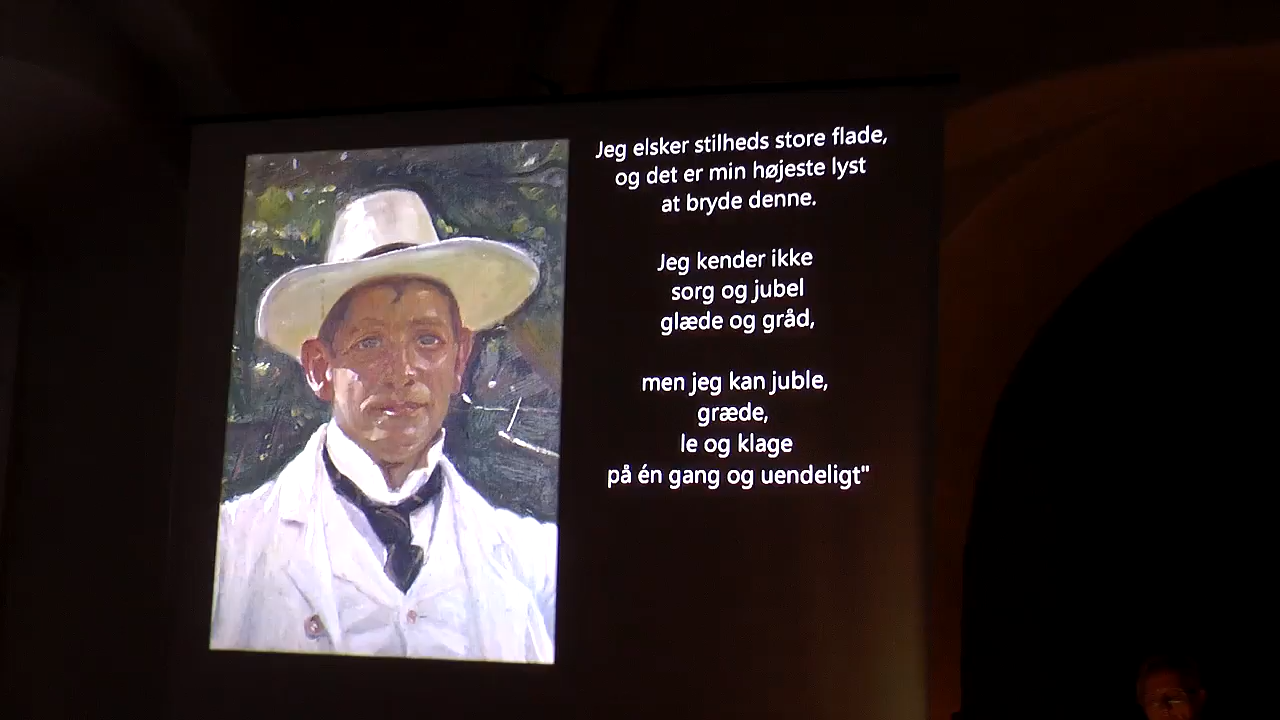 Jeg elsker stilheds store flade,
og det er min højeste lyst
at bryde denne.
Jeg kender ikke
sorg og jubel
glæde og gråd,
men jeg kan juble,
græde,
le og klage
på én gang og uendeligt"